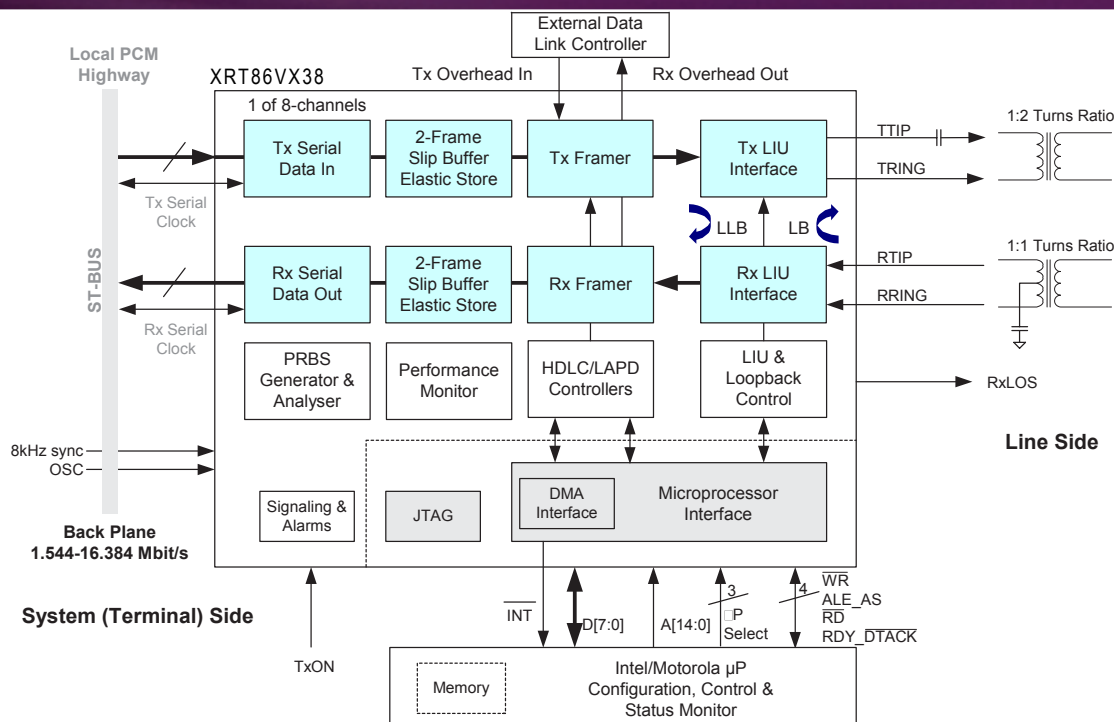 External Data
Link Controller
Local PCM
Highway
XRT86VX38
Tx Overhead In
Rx Overhead Out
1 of 8-channels
1:2 Turns Ratio
Tx Serial
Data In
2-Frame
Slip Buffer
Elastic Store
Tx Framer
Tx LIU
Interface
TTIP
TRING
Tx Serial
Clock
LLB
LB
ST-BUS
1:1 Turns Ratio
Rx Serial
Data Out
2-Frame
Slip Buffer
Elastic Store
Rx Framer
Rx LIU
Interface
RTIP
RRING
Rx Serial
Clock
PRBS
Generator &
Analyser
Performance
Monitor
HDLC/LAPD
Controllers
LIU &
Loopback
Control
RxLOS
Line Side
8kHz sync
OSC
Signaling &
Alarms
JTAG
DMA
Interface
Microprocessor
Interface
Back Plane
1.544-16.384 Mbit/s
System (Terminal) Side
TxON
INT
D[7:0]
A[14:0]
3
P
Select
4
WR
ALE_AS
RD
RDY_DTACK
Memory
Intel/Motorola µP
Configuration, Control &
Status Monitor